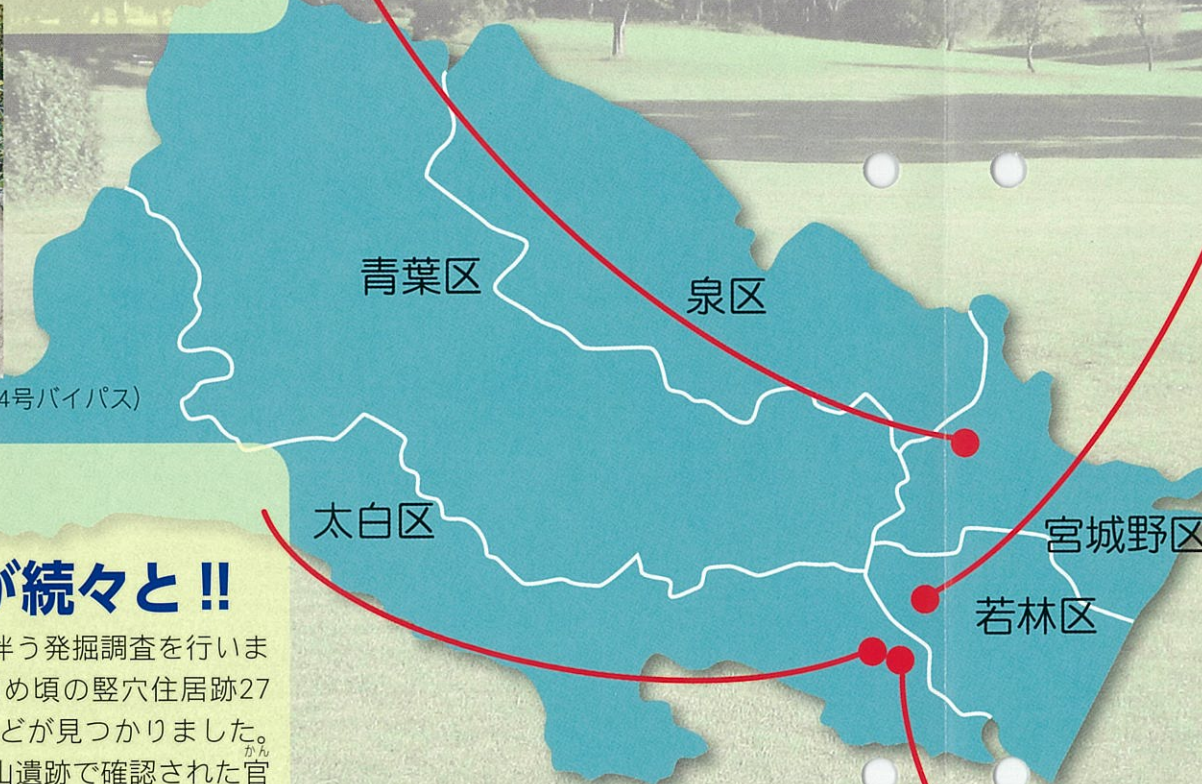 青葉区
泉区
4号バイパス)
太白区
宮城野区
若林区
が続々と!!
伴う発掘調査を行いま
め頃の竪穴住居跡27
どが見つかりました。
かん
山遺跡で確認された官